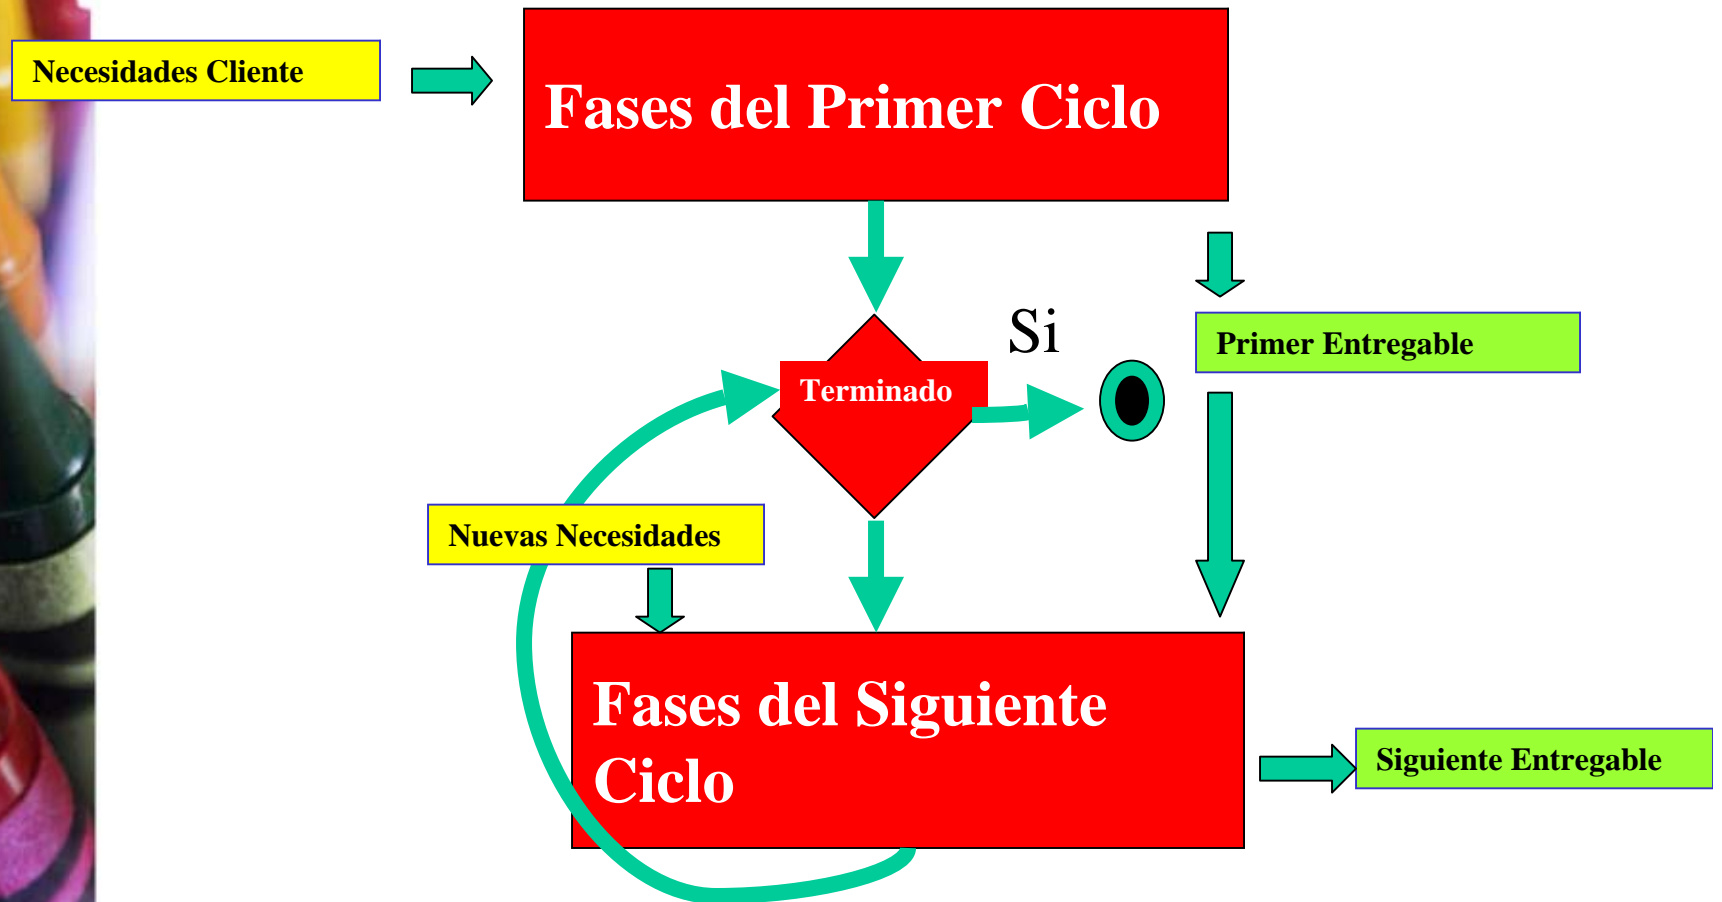 Necesidades Cliente
Fases del Primer Ciclo
Si
Primer Entregable
Terminado
Nuevas Necesidades
Fases del Siguiente
Ciclo
Siguiente Entregable